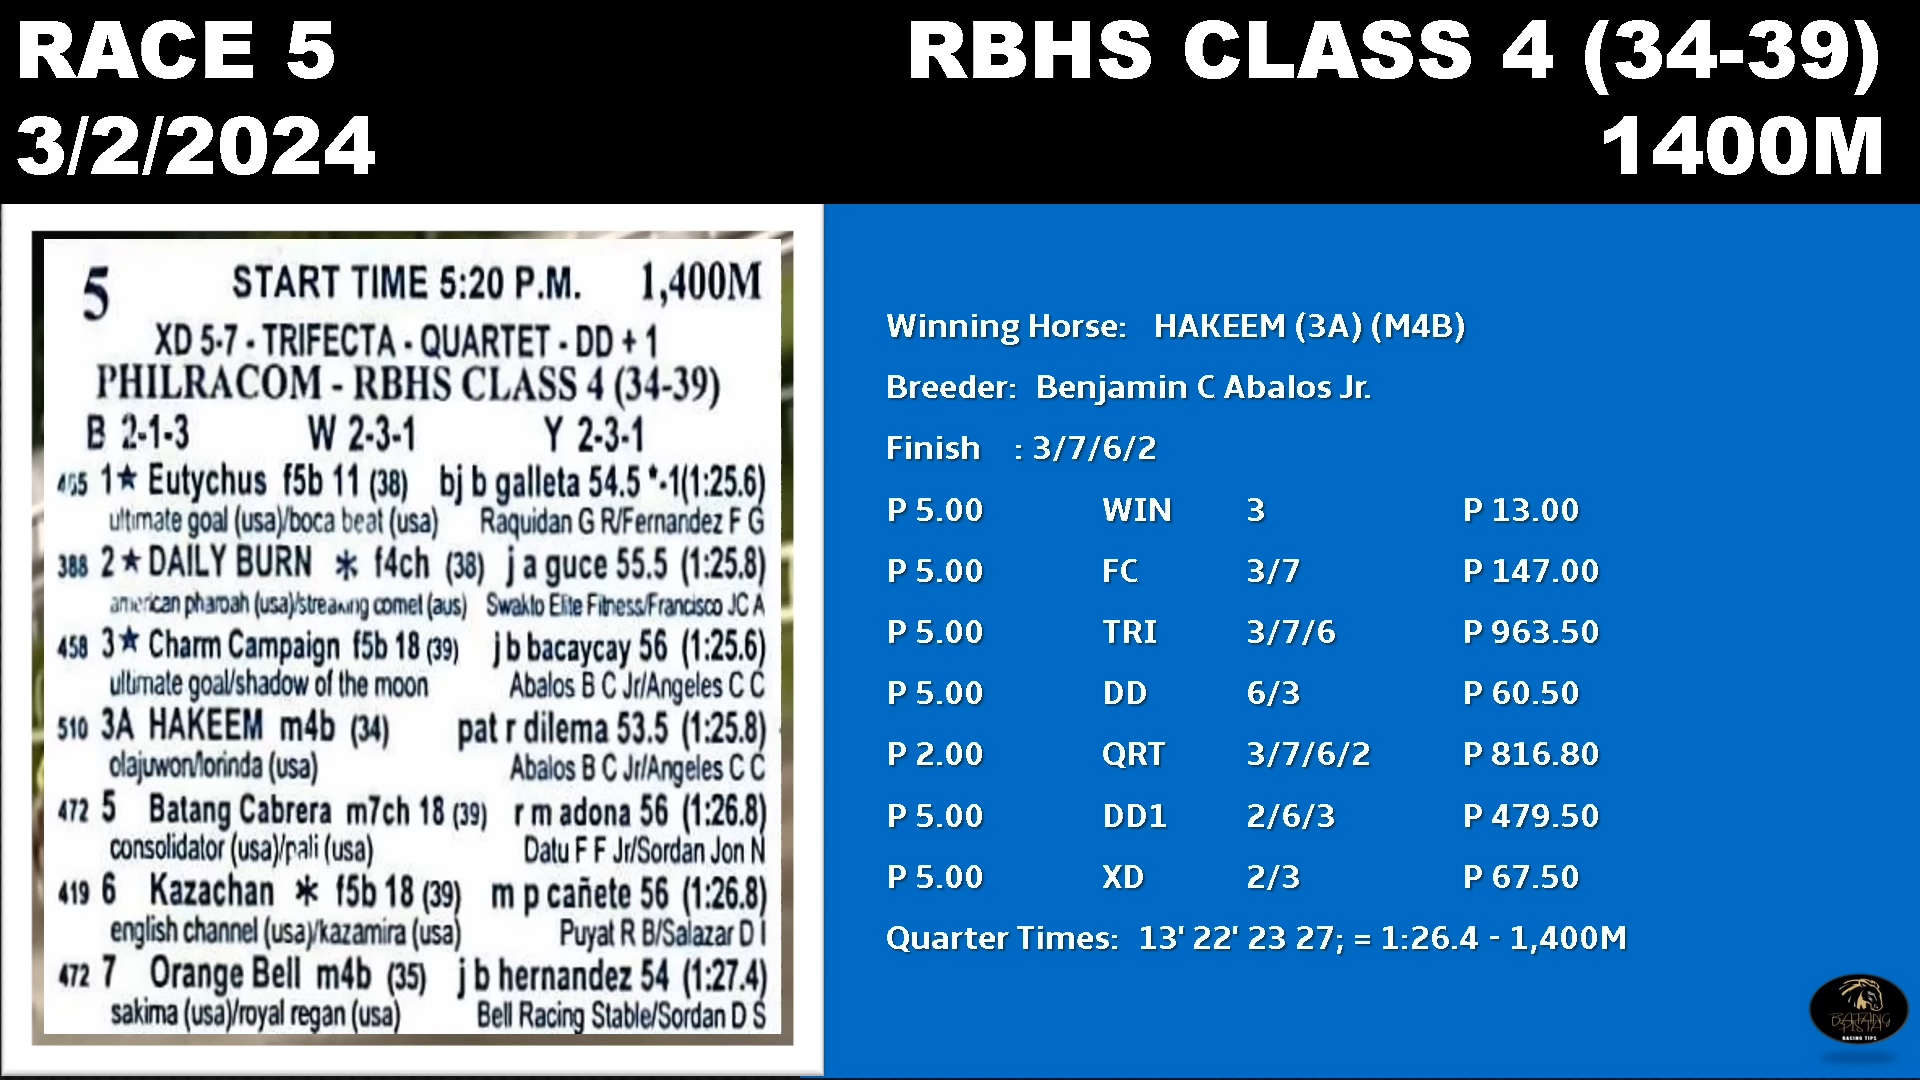 RACE 5
3/2/2024
RBHS CLASS 4 (34-39)
1400M
5 START TIME 5:20 P.M. 1,400M
XD 5-7 - TRIFECTA - QUARTET - DD + 1
PHILRACOM - RBHS CLASS 4 (34-39)
B 2-1-3 W 2-3-1 Y 2-3-1
465 1★ Eutychus f5b 11 (38) bj b galleta 54.5 *-1(1:25.6)
ultimate goal (usa)/boca beat (usa) Raquidan G R/Fernandez F G
388 2★ DAILY BURN * f4ch (38) j a guce 55.5 (1:25.8)
american pharoah (usa)/streaking comet (aus) Swakto Elite Fitness/Francisco JC A
458 3★ Charm Campaign f5b 18 (39) j b bacaycay 56 (1:25.6)
ultimate goal/shadow of the moon Abalos B C Jr/Angeles C C
510 3A HAKEEM m4b (34) pat r dilema 53.5 (1:25.8)
olajuwon/lorinda (usa) Abalos B C Jr/Angeles C C
472 5 Batang Cabrera m7ch 18 (39) r m adona 56 (1:26.8)
consolidator (usa)/pali (usa) Datu F F Jr/Sordan Jon N
419 6 Kazachan * f5b 18 (39) m p cañete 56 (1:26.8)
english channel (usa)/kazamira (usa) Puyat R B/Salazar D I
472 7 Orange Bell m4b (35) j b hernandez 54 (1:27.4)
sakima (usa)/royal regan (usa) Bell Racing Stable/Sordan D S
Winning Horse: HAKEEM (3A) (M4B)
Breeder: Benjamin C Abalos Jr.
Finish : 3/7/6/2
P 5.00 WIN 3 P 13.00
P 5.00 FC 3/7 P 147.00
P 5.00 TRI 3/7/6 P 963.50
P 5.00 DD 6/3 P 60.50
P 2.00 QRT 3/7/6/2 P 816.80
P 5.00 DD1 2/6/3 P 479.50
P 5.00 XD 2/3 P 67.50
Quarter Times: 13' 22' 23 27; = 1:26.4 - 1,400M
BATANG
PISTA
RACING TIPS